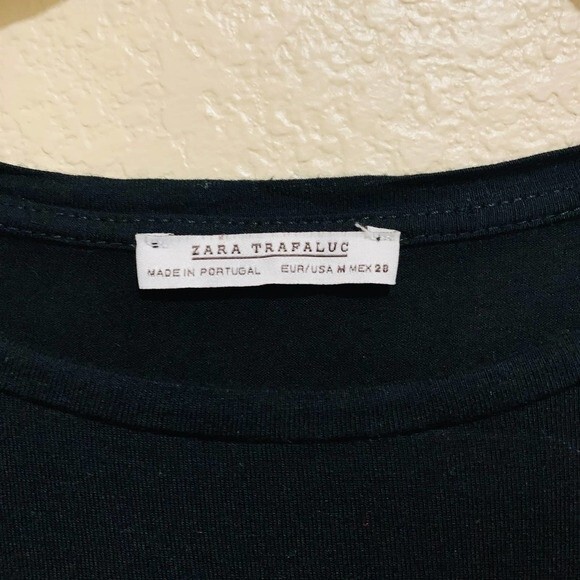 ZARA TRAFALUC
MADE IN PORTUGAL EUR/USA M MEX 28